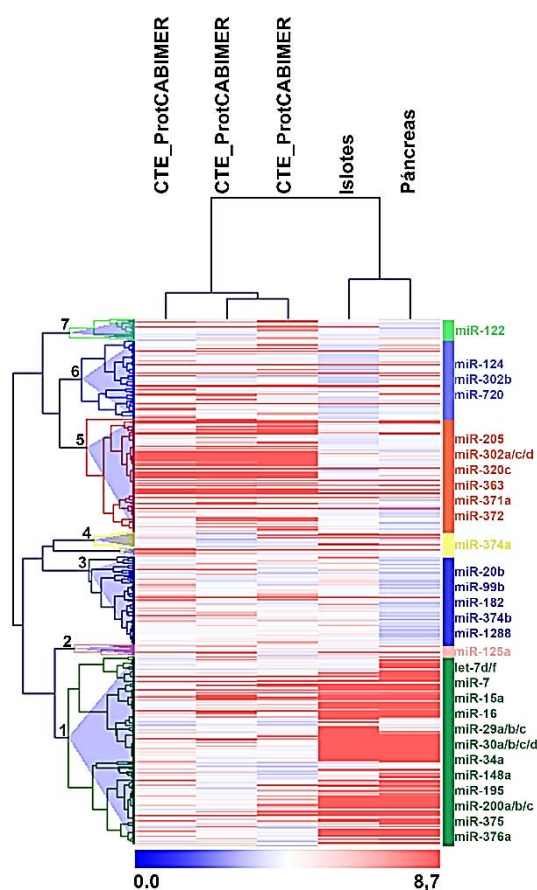 CTE_ProtCABIMER
CTE_ProtCABIMER
CTE_ProtCABIMER
Islotes
Páncreas
7
miR-122
6
miR-124
miR-302b
miR-720
5
miR-205
miR-302a/c/d
miR-320c
miR-363
miR-371a
miR-372
4
miR-374a
3
miR-20b
miR-99b
miR-182
miR-374b
miR-1288
2
miR-125a
let-7d/f
miR-7
miR-15a
miR-16
1
miR-29a/b/c
miR-30a/b/c/d
miR-34a
miR-148a
miR-195
miR-200a/b/c
miR-375
miR-376a
0.0
8,7